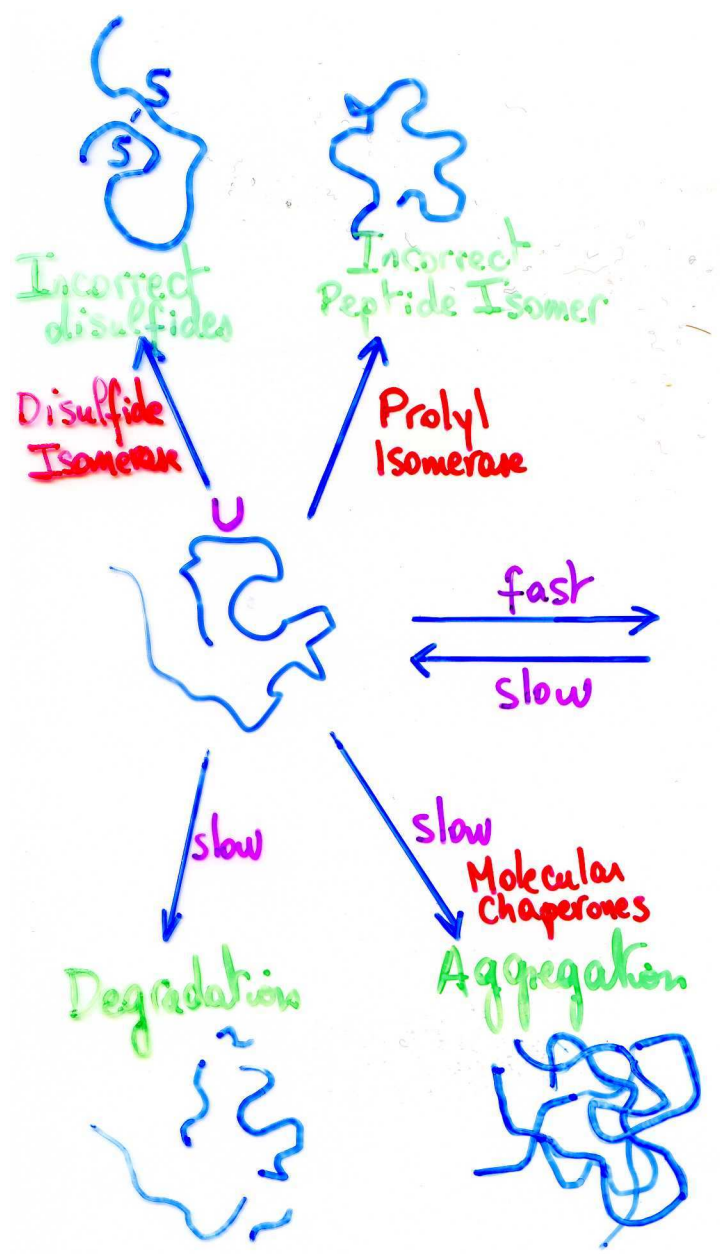 S
S
Incorrect
disulfides
Incorrect
Peptide Isomer
Disulfide
Isomerase
Prolyl
Isomerase
U
fast
slow
slow
slow
Molecular
Chaperones
Degradation
Aggregation